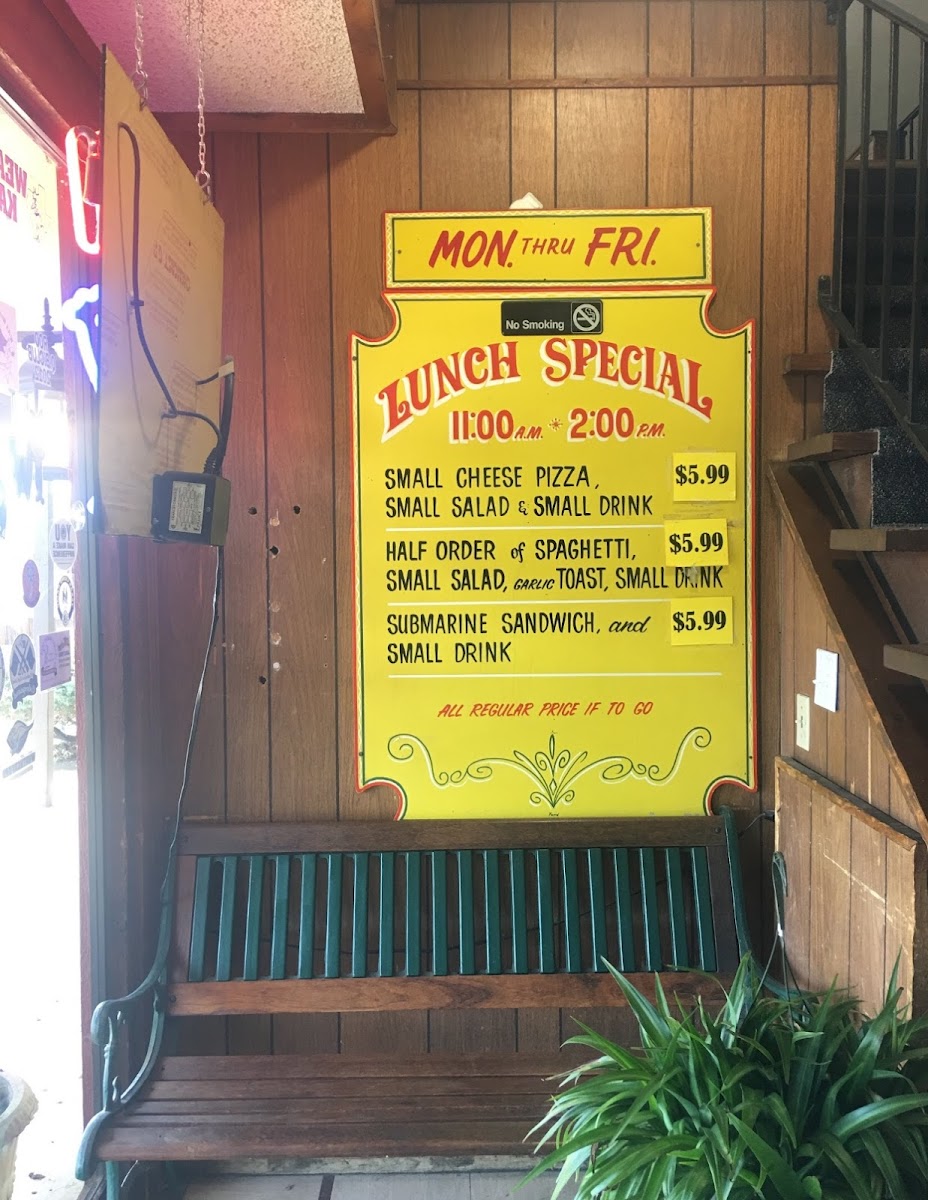 MON. THRU FRI.
No Smoking
LUNCH SPECIAL
11:00 A.M. * 2:00 P.M.
SMALL CHEESE PIZZA, $5.99
SMALL SALAD & SMALL DRINK
HALF ORDER of SPAGHETTI, $5.99
SMALL SALAD, GARLIC TOAST, SMALL DRINK
SUBMARINE SANDWICH, and $5.99
SMALL DRINK
ALL REGULAR PRICE IF TO GO
YOU